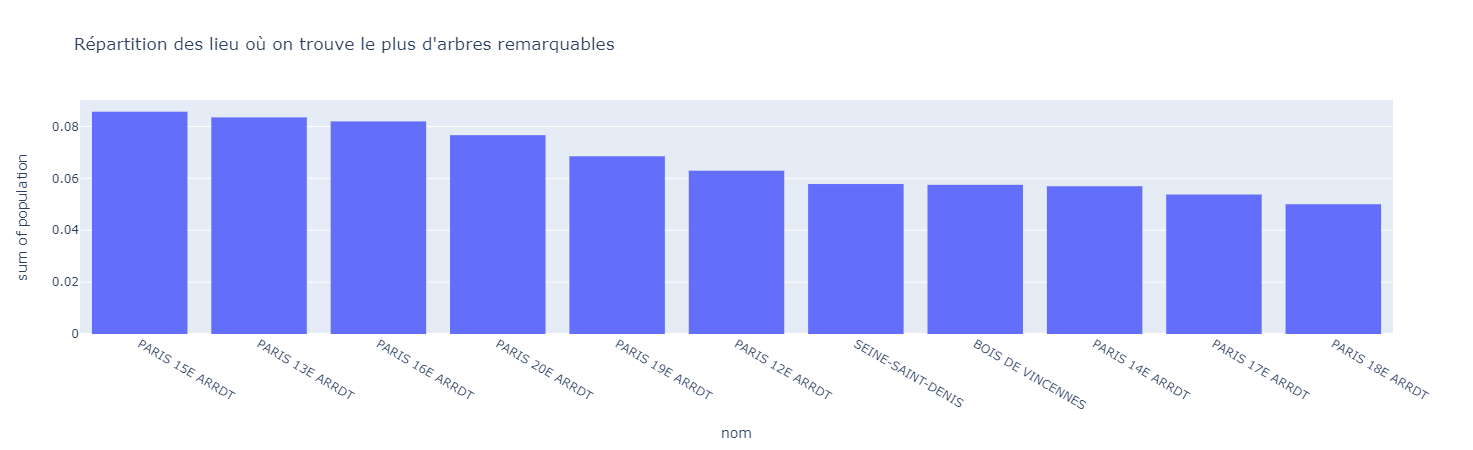 Répartition des lieu où on trouve le plus d'arbres remarquables
sum of population
0.08
0.06
0.04
0.02
0
PARIS 15E ARRDT
PARIS 13E ARRDT
PARIS 16E ARRDT
PARIS 20E ARRDT
PARIS 19E ARRDT
PARIS 12E ARRDT
SEINE-SAINT-DENIS
BOIS DE VINCENNES
PARIS 14E ARRDT
PARIS 17E ARRDT
PARIS 18E ARRDT
nom